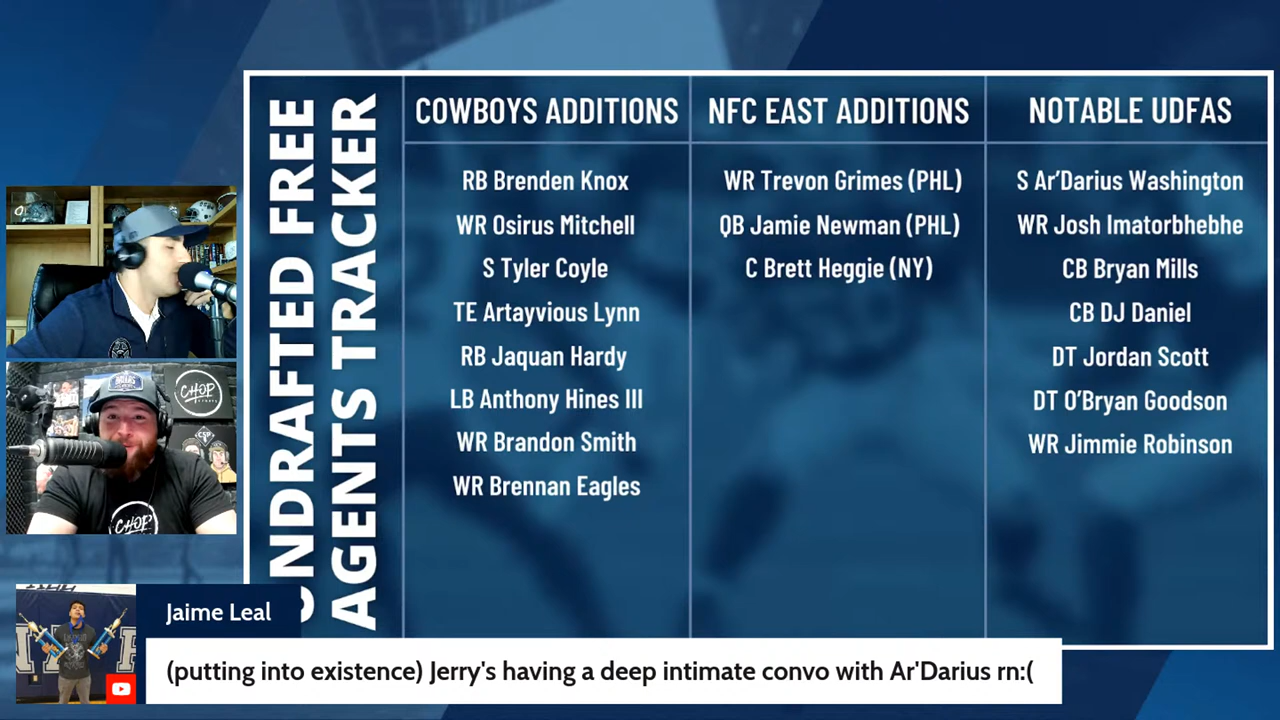 UNDRAFTED FREE
AGENTS TRACKER
COWBOYS ADDITIONS
RB Brenden Knox
WR Osirus Mitchell
S Tyler Coyle
TE Artayvious Lynn
RB Jaquan Hardy
LB Anthony Hines III
WR Brandon Smith
WR Brennan Eagles
NFC EAST ADDITIONS
WR Trevon Grimes (PHL)
QB Jamie Newman (PHL)
C Brett Heggie (NY)
NOTABLE UDFAS
S Ar'Darius Washington
WR Josh Imatorbhebhe
CB Bryan Mills
CB DJ Daniel
DT Jordan Scott
DT O'Bryan Goodson
WR Jimmie Robinson
CHOP
CHOP
Jaime Leal
(putting into existence) Jerry's having a deep intimate convo with Ar'Darius rn:(